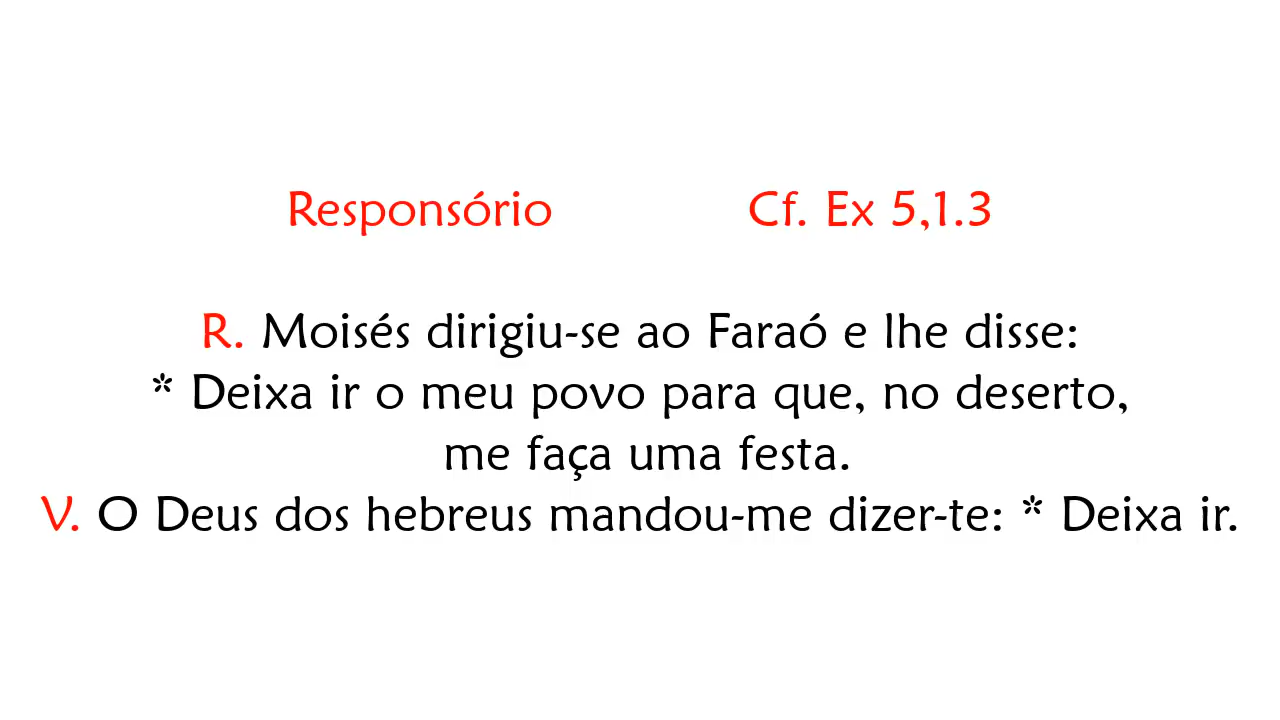 Responsório Cf. Ex 5,1.3
R. Moisés dirigiu-se ao Faraó e lhe disse:
* Deixa ir o meu povo para que, no deserto,
me faça uma festa.
V. O Deus dos hebreus mandou-me dizer-te: * Deixa ir.